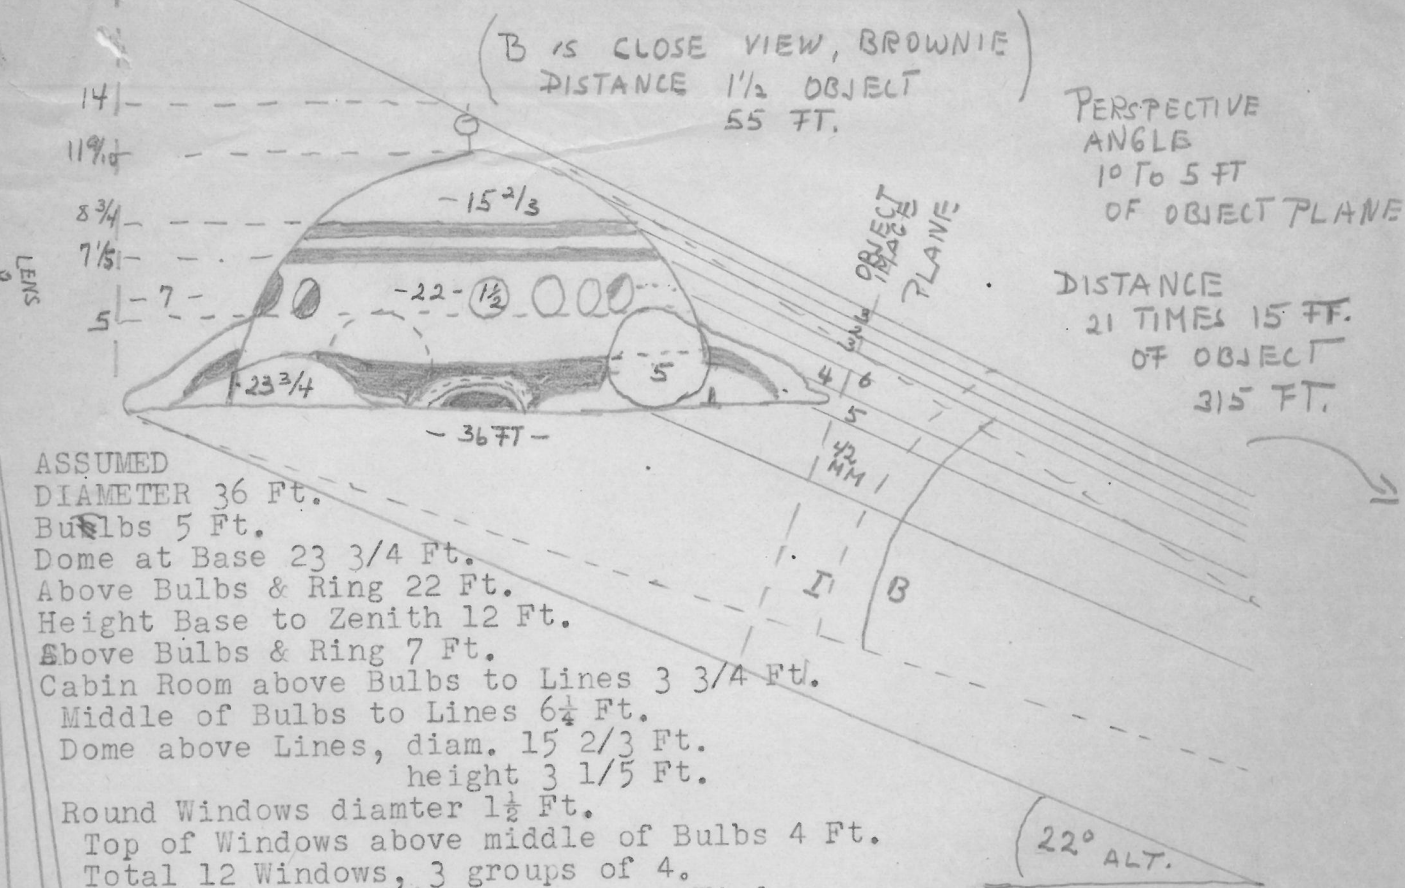 (B IS CLOSE VIEW, BROWNIE)
DISTANCE 1½ OBJECT
55 FT.
PERSPECTIVE
ANGLE
1° TO 5 FT
OF OBJECT PLANE
DISTANCE
21 TIMES 15 FT.
OF OBJECT
315 FT.
14
8 3/4
7 1/5
- 7 -
5
LENS
- 15 2/3
- 22 - 1½
5
23 3/4
- 36 FT -
OBJECT
IMAGE
PLANE
4 6
5
42
MM
I
B
22° ALT.
ASSUMED
DIAMETER 36 Ft.
Bulbs 5 Ft.
Dome at Base 23 3/4 Ft.
Above Bulbs & Ring 22 Ft.
Height Base to Zenith 12 Ft.
Above Bulbs & Ring 7 Ft.
Cabin Room above Bulbs to Lines 3 3/4 Ft.
Middle of Bulbs to Lines 6¼ Ft.
Dome above Lines, diam. 15 2/3 Ft.
height 3 1/5 Ft.
Round Windows diamter 1½ Ft.
Top of Windows above middle of Bulbs 4 Ft.
Total 12 Windows, 3 groups of 4.